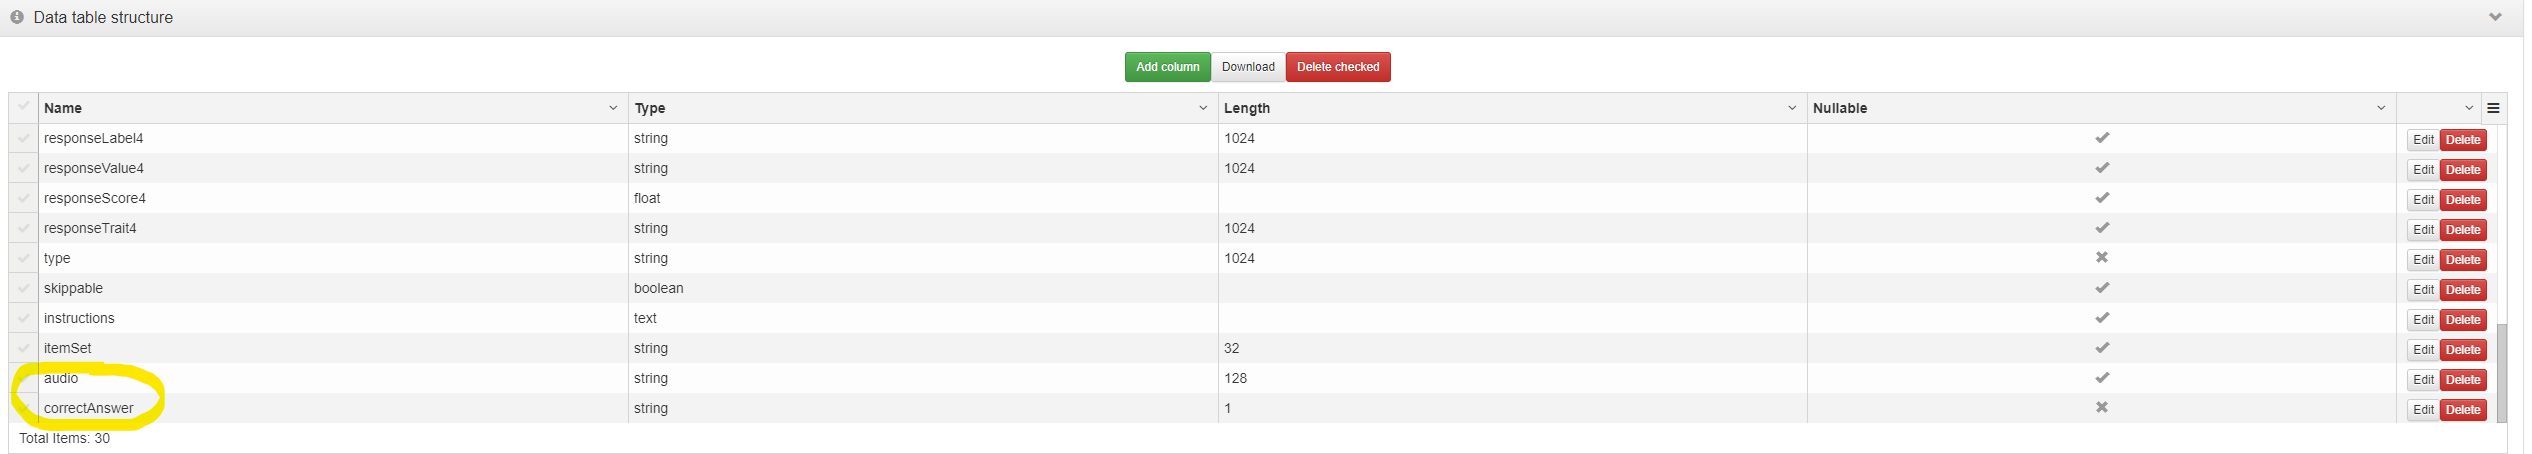 Data table structure
Add column Download Delete checked
Name Type Length Nullable
responseLabel4 string 1024 Edit Delete
responseValue4 string 1024 Edit Delete
responseScore4 float Edit Delete
responseTrait4 string 1024 Edit Delete
type string 1024 Edit Delete
skippable boolean Edit Delete
instructions text Edit Delete
itemSet string 32 Edit Delete
audio string 128 Edit Delete
correctAnswer string 1 Edit Delete
Total Items: 30